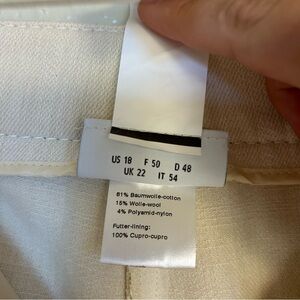 US 18 F 50 D 48
UK 22 IT 54
81% Baumwolle-cotton
15% Wolle-wool
4% Polyamid-nylon
Futter-lining:
100% Cupro-cupro